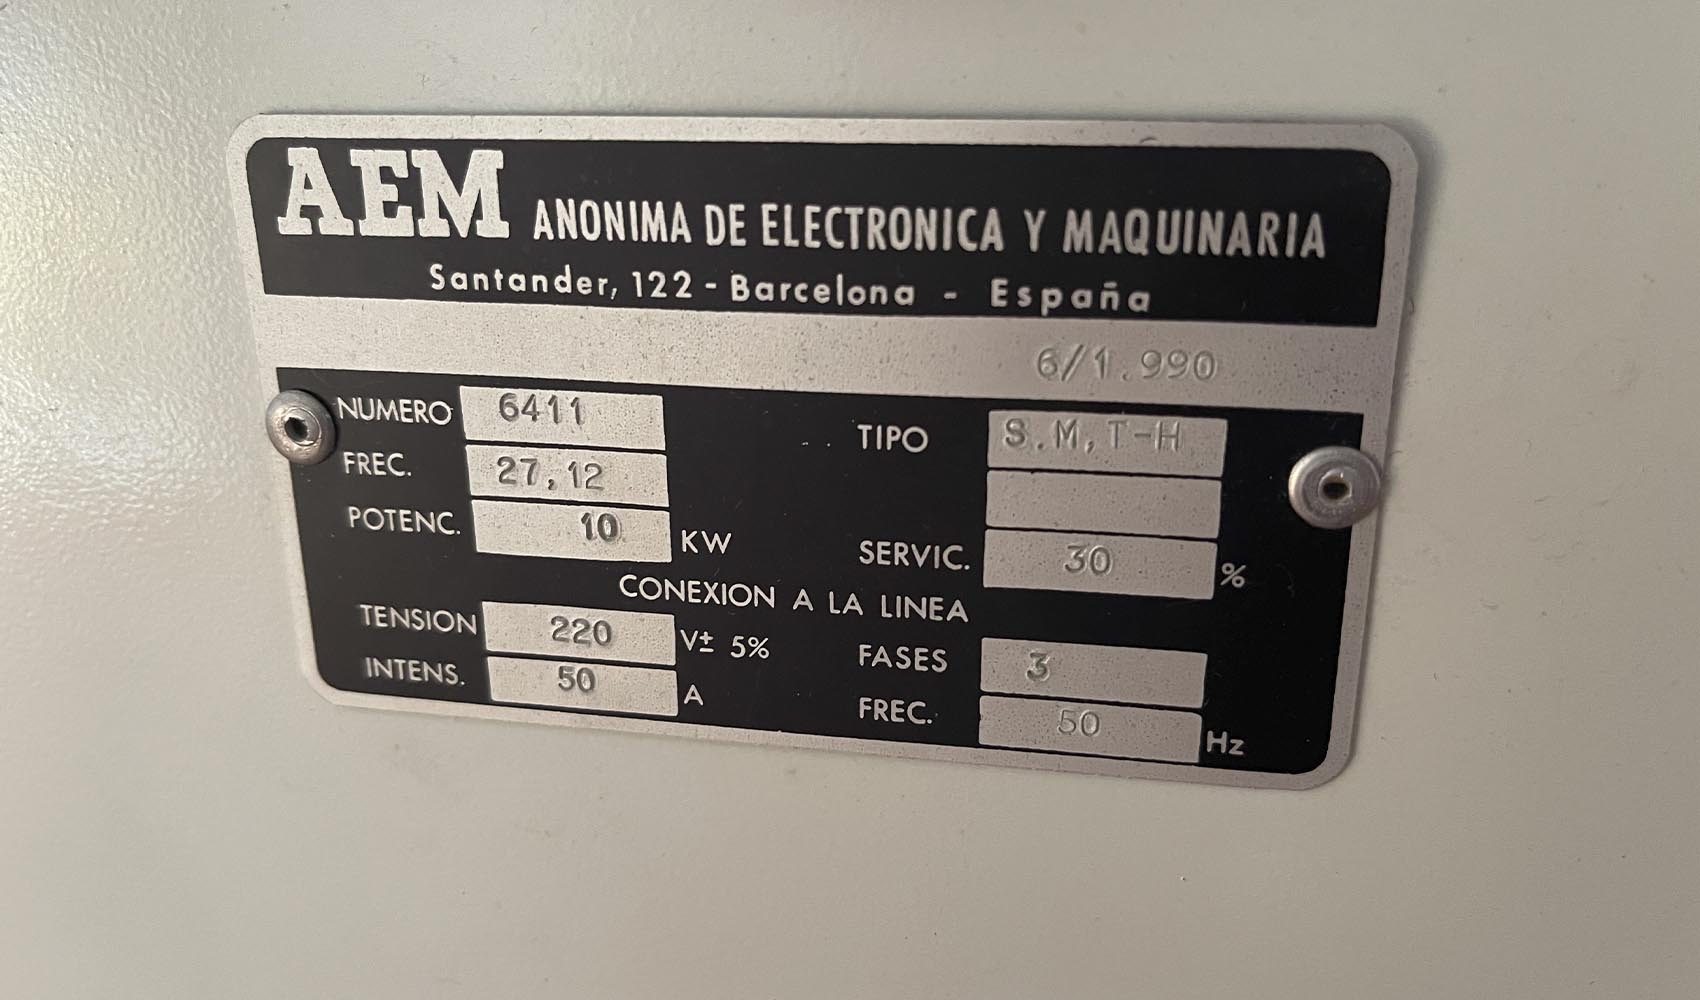 AEM ANONIMA DE ELECTRONICA Y MAQUINARIA
Santander, 122 - Barcelona - España
6/1.990
NUMERO 6411 TIPO S.M,T-H
FREC. 27,12
POTENC. 10 KW SERVIC. 30 %
CONEXION A LA LINEA
TENSION 220 V± 5% FASES 3
INTENS. 50 A FREC. 50 Hz